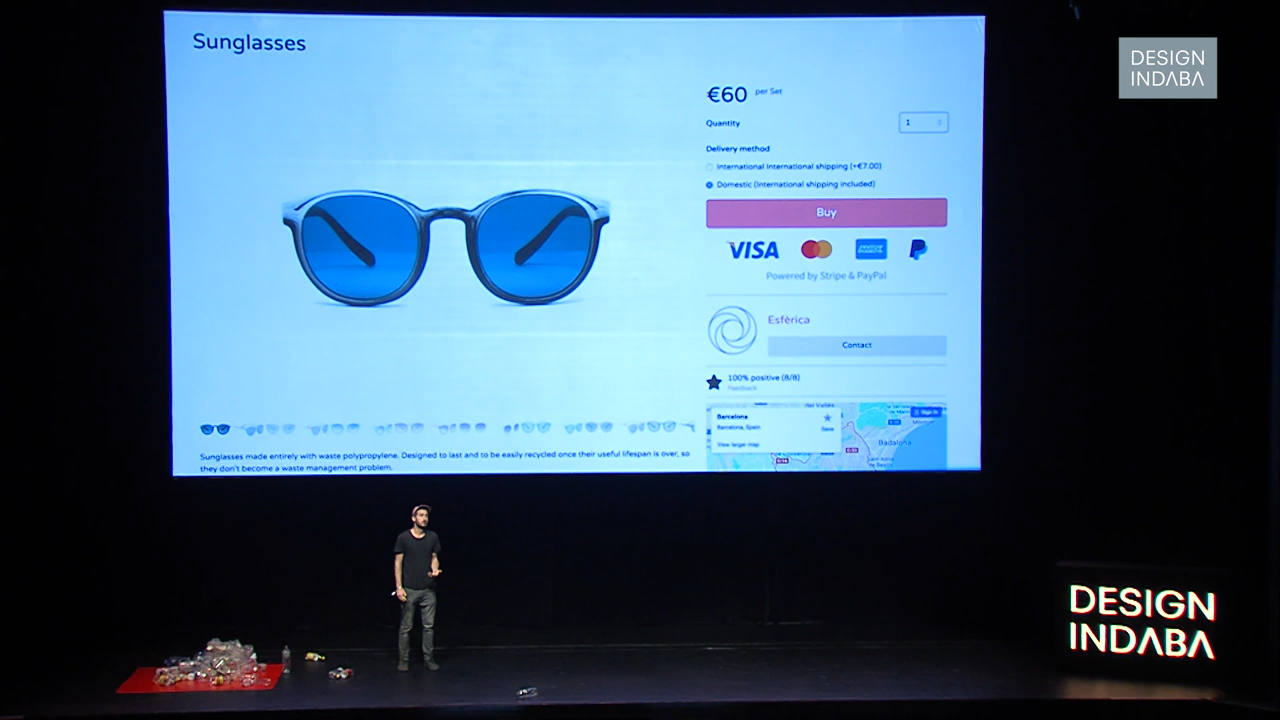 Sunglasses
€60 per Set
Quantity
1
Delivery method
International International shipping (+€7.00)
Domestic (International shipping included)
Buy
VISA
Powered by Stripe & PayPal
Esfèrica
Contact
100% positive (8/8)
Feedback
Barcelona
Barcelona, Spain
Save
View larger map
Sign in
Badalona
Sunglasses made entirely with waste polypropylene. Designed to last and to be easily recycled once their useful lifespan is over, so
they don't become a waste management problem.
DESIGN
INDABA
DESIGN
INDABA